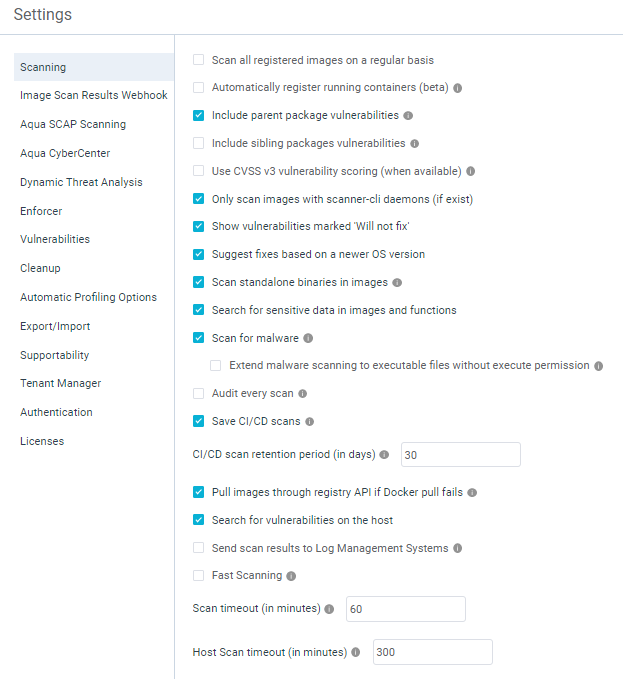 Settings
Scanning
Image Scan Results Webhook
Aqua SCAP Scanning
Aqua CyberCenter
Dynamic Threat Analysis
Enforcer
Vulnerabilities
Cleanup
Automatic Profiling Options
Export/Import
Supportability
Tenant Manager
Authentication
Licenses
Scan all registered images on a regular basis
Automatically register running containers (beta)
Include parent package vulnerabilities
Include sibling packages vulnerabilities
Use CVSS v3 vulnerability scoring (when available)
Only scan images with scanner-cli daemons (if exist)
Show vulnerabilities marked 'Will not fix'
Suggest fixes based on a newer OS version
Scan standalone binaries in images
Search for sensitive data in images and functions
Scan for malware
Extend malware scanning to executable files without execute permission
Audit every scan
Save CI/CD scans
CI/CD scan retention period (in days) 30
Pull images through registry API if Docker pull fails
Search for vulnerabilities on the host
Send scan results to Log Management Systems
Fast Scanning
Scan timeout (in minutes) 60
Host Scan timeout (in minutes) 300